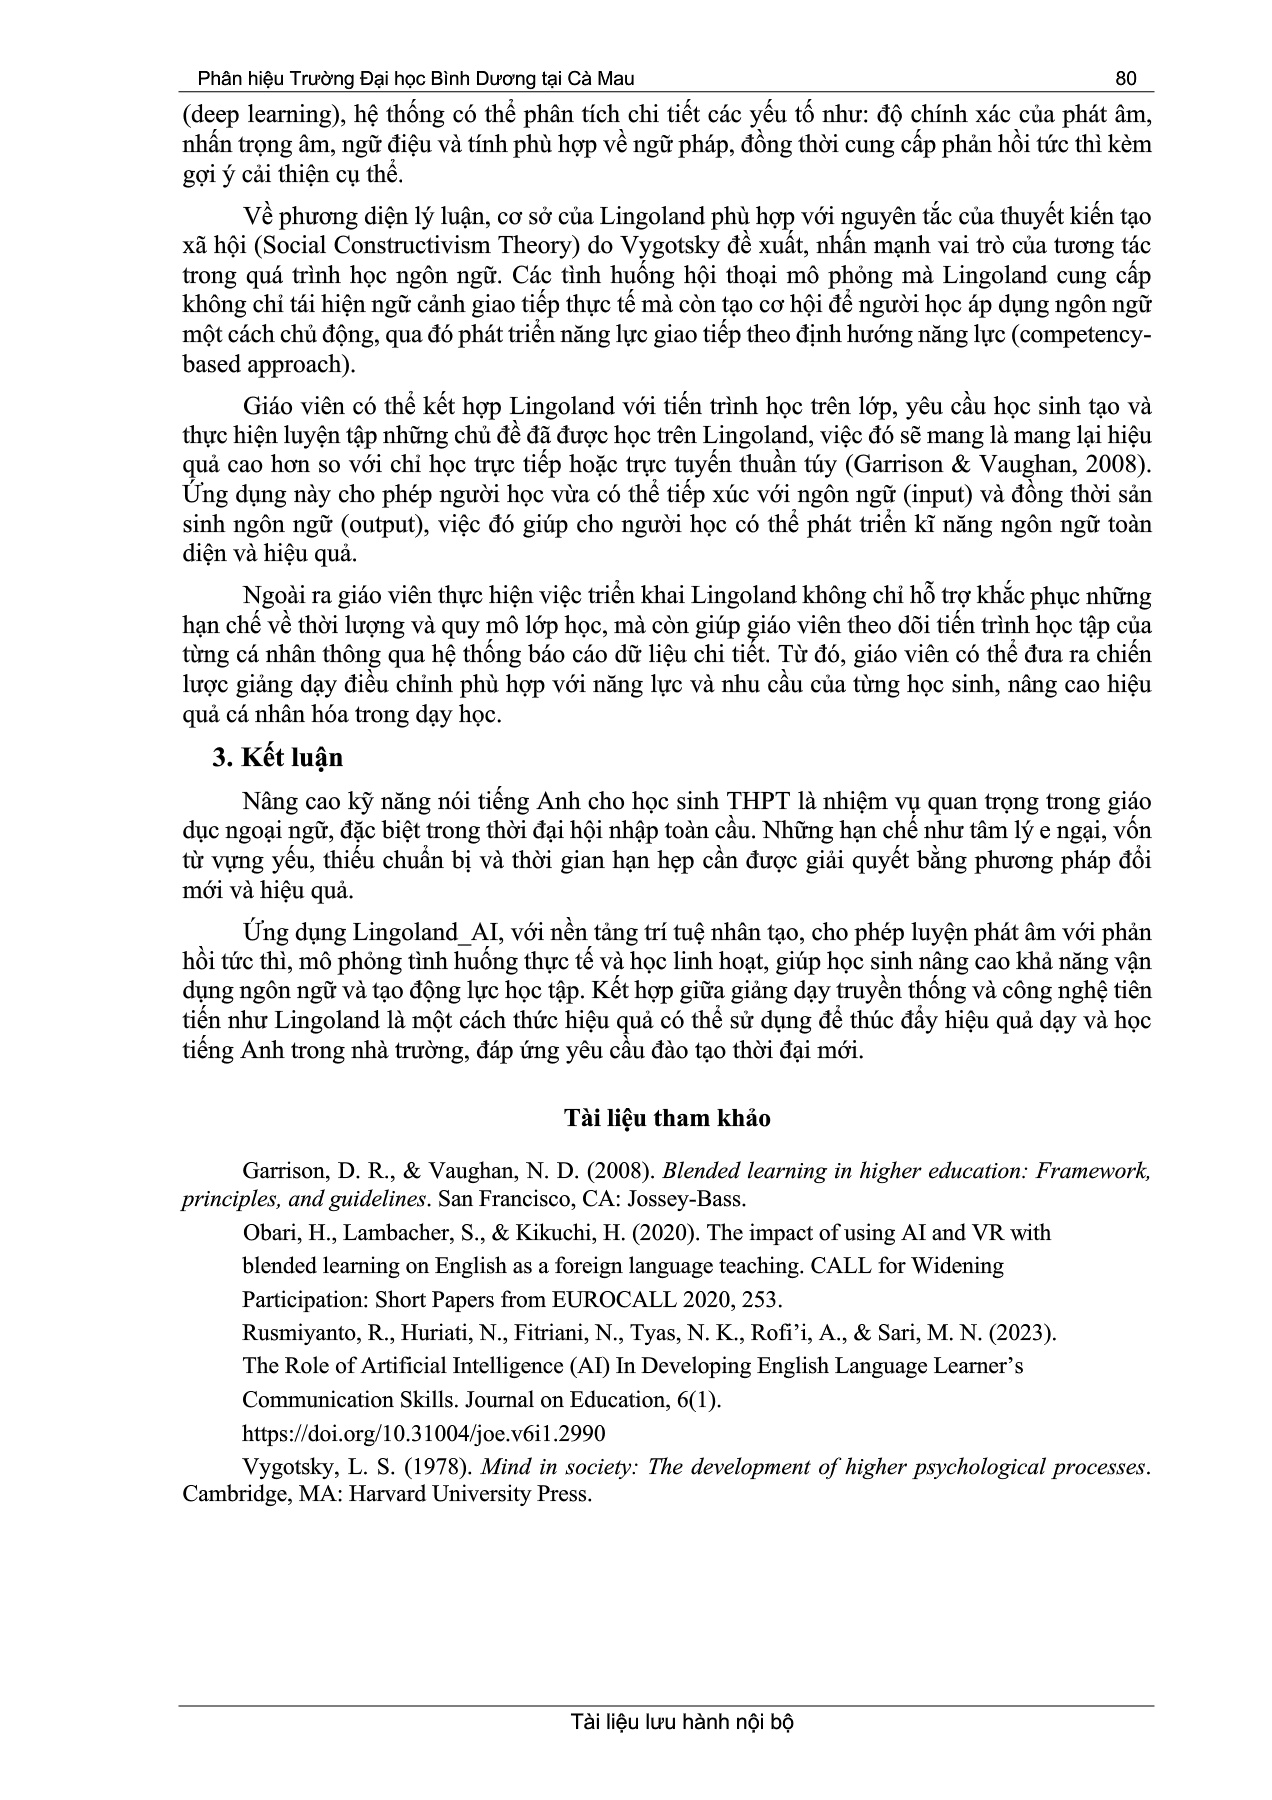 Phân hiệu Trường Đại học Bình Dương tại Cà Mau 80
(deep learning), hệ thống có thể phân tích chi tiết các yếu tố như: độ chính xác của phát âm,
nhấn trọng âm, ngữ điệu và tính phù hợp về ngữ pháp, đồng thời cung cấp phản hồi tức thì kèm
gợi ý cải thiện cụ thể.
Về phương diện lý luận, cơ sở của Lingoland phù hợp với nguyên tắc của thuyết kiến tạo
xã hội (Social Constructivism Theory) do Vygotsky đề xuất, nhấn mạnh vai trò của tương tác
trong quá trình học ngôn ngữ. Các tình huống hội thoại mô phỏng mà Lingoland cung cấp
không chỉ tái hiện ngữ cảnh giao tiếp thực tế mà còn tạo cơ hội để người học áp dụng ngôn ngữ
một cách chủ động, qua đó phát triển năng lực giao tiếp theo định hướng năng lực (competency-
based approach).
Giáo viên có thể kết hợp Lingoland với tiến trình học trên lớp, yêu cầu học sinh tạo và
thực hiện luyện tập những chủ đề đã được học trên Lingoland, việc đó sẽ mang là mang lại hiệu
quả cao hơn so với chỉ học trực tiếp hoặc trực tuyến thuần túy (Garrison & Vaughan, 2008).
Ứng dụng này cho phép người học vừa có thể tiếp xúc với ngôn ngữ (input) và đồng thời sản
sinh ngôn ngữ (output), việc đó giúp cho người học có thể phát triển kĩ năng ngôn ngữ toàn
diện và hiệu quả.
Ngoài ra giáo viên thực hiện việc triển khai Lingoland không chỉ hỗ trợ khắc phục những
hạn chế về thời lượng và quy mô lớp học, mà còn giúp giáo viên theo dõi tiến trình học tập của
từng cá nhân thông qua hệ thống báo cáo dữ liệu chi tiết. Từ đó, giáo viên có thể đưa ra chiến
lược giảng dạy điều chỉnh phù hợp với năng lực và nhu cầu của từng học sinh, nâng cao hiệu
quả cá nhân hóa trong dạy học.
3. Kết luận
Nâng cao kỹ năng nói tiếng Anh cho học sinh THPT là nhiệm vụ quan trọng trong giáo
dục ngoại ngữ, đặc biệt trong thời đại hội nhập toàn cầu. Những hạn chế như tâm lý e ngại, vốn
từ vựng yếu, thiếu chuẩn bị và thời gian hạn hẹp cần được giải quyết bằng phương pháp đổi
mới và hiệu quả.
Ứng dụng Lingoland_AI, với nền tảng trí tuệ nhân tạo, cho phép luyện phát âm với phản
hồi tức thì, mô phỏng tình huống thực tế và học linh hoạt, giúp học sinh nâng cao khả năng vận
dụng ngôn ngữ và tạo động lực học tập. Kết hợp giữa giảng dạy truyền thống và công nghệ tiên
tiến như Lingoland là một cách thức hiệu quả có thể sử dụng để thúc đẩy hiệu quả dạy và học
tiếng Anh trong nhà trường, đáp ứng yêu cầu đào tạo thời đại mới.
Tài liệu tham khảo
Garrison, D. R., & Vaughan, N. D. (2008). Blended learning in higher education: Framework,
principles, and guidelines. San Francisco, CA: Jossey-Bass.
Obari, H., Lambacher, S., & Kikuchi, H. (2020). The impact of using AI and VR with
blended learning on English as a foreign language teaching. CALL for Widening
Participation: Short Papers from EUROCALL 2020, 253.
Rusmiyanto, R., Huriati, N., Fitriani, N., Tyas, N. K., Rofi’i, A., & Sari, M. N. (2023).
The Role of Artificial Intelligence (AI) In Developing English Language Learner’s
Communication Skills. Journal on Education, 6(1).
https://doi.org/10.31004/joe.v6i1.2990
Vygotsky, L. S. (1978). Mind in society: The development of higher psychological processes.
Cambridge, MA: Harvard University Press.
Tài liệu lưu hành nội bộ